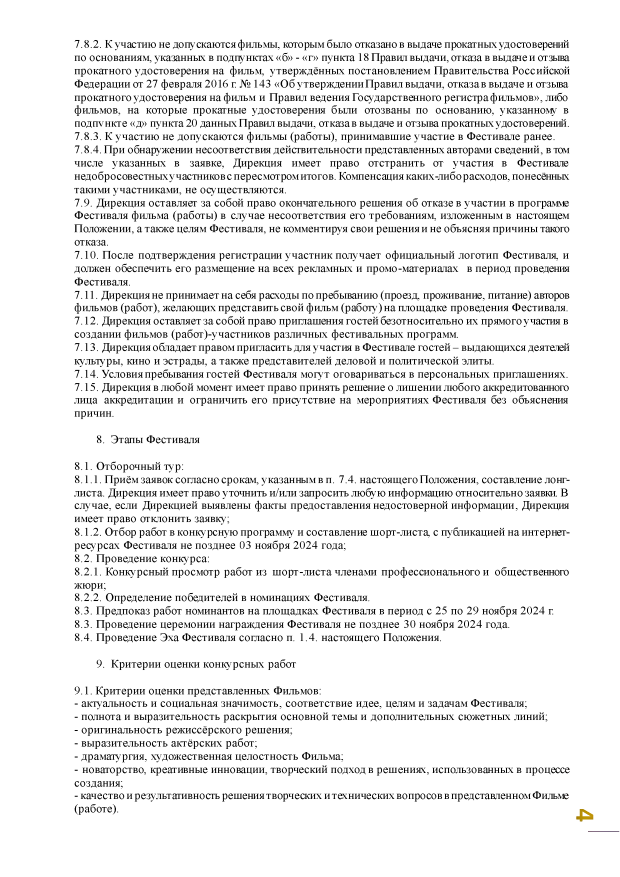 7.8.2. К участию не допускаются фильмы, которым было отказано в выдаче прокатных удостоверений
по основаниям, указанных в подпунктах «б» - «г» пункта 18 Правил выдачи, отказа в выдаче и отзыва
прокатного удостоверения на фильм, утверждённых постановлением Правительства Российской
Федерации от 27 февраля 2016 г. № 143 «Об утверждении Правил выдачи, отказа в выдаче и отзыва
прокатного удостоверения на фильм и Правил ведения Государственного регистра фильмов», либо
фильмов, на которые прокатные удостоверения были отозваны по основанию, указанному в
подпункте «д» пункта 20 данных Правил выдачи, отказа в выдаче и отзыва прокатных удостоверений.
7.8.3. К участию не допускаются фильмы (работы), принимавшие участие в Фестивале ранее.
7.8.4. При обнаружении несоответствия действительности представленных авторами сведений, в том
числе указанных в заявке, Дирекция имеет право отстранить от участия в Фестивале
недобросовестных участников с пересмотром итогов. Компенсация каких-либо расходов, понесённых
такими участниками, не осуществляются.
7.9. Дирекция оставляет за собой право окончательного решения об отказе в участии в программе
Фестиваля фильма (работы) в случае несоответствия его требованиям, изложенным в настоящем
Положении, а также целям Фестиваля, не комментируя свои решения и не объясняя причины такого
отказа.
7.10. После подтверждения регистрации участник получает официальный логотип Фестиваля, и
должен обеспечить его размещение на всех рекламных и промо-материалах в период проведения
Фестиваля.
7.11. Дирекция не принимает на себя расходы по пребыванию (проезд, проживание, питание) авторов
фильмов (работ), желающих представить свой фильм (работу) на площадке проведения Фестиваля.
7.12. Дирекция оставляет за собой право приглашения гостей безотносительно их прямого участия в
создании фильмов (работ)-участников различных фестивальных программ.
7.13. Дирекция обладает правом пригласить для участия в Фестивале гостей – выдающихся деятелей
культуры, кино и эстрады, а также представителей деловой и политической элиты.
7.14. Условия пребывания гостей Фестиваля могут оговариваться в персональных приглашениях.
7.15. Дирекция в любой момент имеет право принять решение о лишении любого аккредитованного
лица аккредитации и ограничить его присутствие на мероприятиях Фестиваля без объяснения
причин.
8. Этапы Фестиваля
8.1. Отборочный тур:
8.1.1. Приём заявок согласно срокам, указанным в п. 7.4. настоящего Положения, составление лонг-
листа. Дирекция имеет право уточнить и/или запросить любую информацию относительно заявки. В
случае, если Дирекцией выявлены факты предоставления недостоверной информации, Дирекция
имеет право отклонить заявку;
8.1.2. Отбор работ в конкурсную программу и составление шорт-листа, с публикацией на интернет-
ресурсах Фестиваля не позднее 03 ноября 2024 года;
8.2. Проведение конкурса:
8.2.1. Конкурсный просмотр работ из шорт-листа членами профессионального и общественного
жюри;
8.2.2. Определение победителей в номинациях Фестиваля.
8.3. Предпоказ работ номинантов на площадках Фестиваля в период с 25 по 29 ноября 2024 г.
8.3. Проведение церемонии награждения Фестиваля не позднее 30 ноября 2024 года.
8.4. Проведение Эха Фестиваля согласно п. 1.4. настоящего Положения.
9. Критерии оценки конкурсных работ
9.1. Критерии оценки представленных Фильмов:
- актуальность и социальная значимость, соответствие идее, целям и задачам Фестиваля;
- полнота и выразительность раскрытия основной темы и дополнительных сюжетных линий;
- оригинальность режиссёрского решения;
- выразительность актёрских работ;
- драматургия, художественная целостность Фильма;
- новаторство, креативные инновации, творческий подход в решениях, использованных в процессе
создания;
- качество и результативность решения творческих и технических вопросов в представленном Фильме
(работе).
4